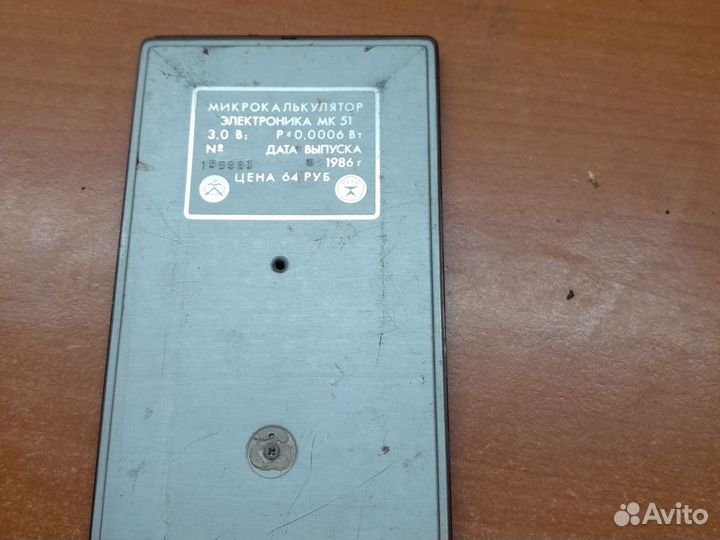 МИКРОКАЛЬКУЛЯТОР
ЭЛЕКТРОНИКА МК 51
3,0 В; Р≤0,0006 Вт
№ ДАТА ВЫПУСКА
1986 г
ЦЕНА 64 РУБ
Avito